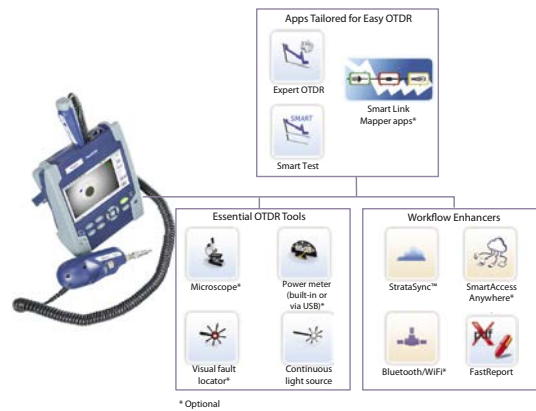 Apps Tailored for Easy OTDR
Expert OTDR
Smart Link
Mapper apps*
SMART
Smart Test
Essential OTDR Tools
Microscope*
Power meter
(built-in or
via USB)*
Visual fault
locator*
Continuous
light source
Workflow Enhancers
StrataSync™
SmartAccess
Anywhere*
Bluetooth/WiFi*
pdf
FastReport
* Optional